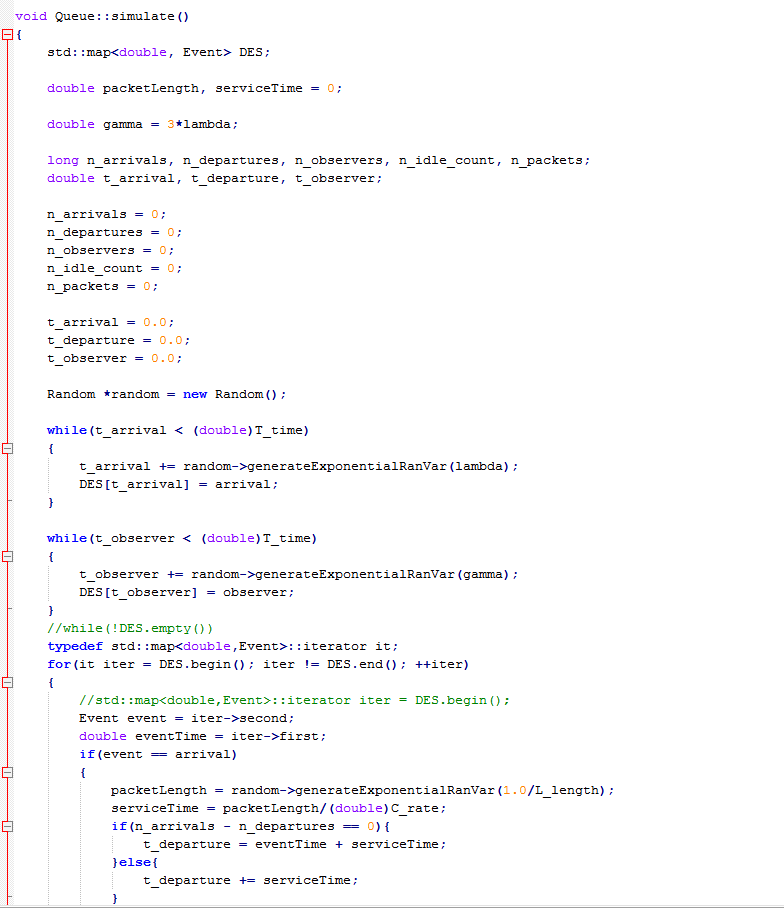 void Queue::simulate()
{
std::map<double, Event> DES;
double packetLength, serviceTime = 0;
double gamma = 3*lambda;
long n_arrivals, n_departures, n_observers, n_idle_count, n_packets;
double t_arrival, t_departure, t_observer;
n_arrivals = 0;
n_departures = 0;
n_observers = 0;
n_idle_count = 0;
n_packets = 0;
t_arrival = 0.0;
t_departure = 0.0;
t_observer = 0.0;
Random *random = new Random();
while(t_arrival < (double)T_time)
{
t_arrival += random->generateExponentialRanVar(lambda);
DES[t_arrival] = arrival;
}
while(t_observer < (double)T_time)
{
t_observer += random->generateExponentialRanVar(gamma);
DES[t_observer] = observer;
}
//while(!DES.empty())
typedef std::map<double,Event>::iterator it;
for(it iter = DES.begin(); iter != DES.end(); ++iter)
{
//std::map<double,Event>::iterator iter = DES.begin();
Event event = iter->second;
double eventTime = iter->first;
if(event == arrival)
{
packetLength = random->generateExponentialRanVar(1.0/L_length);
serviceTime = packetLength/(double)C_rate;
if(n_arrivals - n_departures == 0){
t_departure = eventTime + serviceTime;
}else{
t_departure += serviceTime;
}